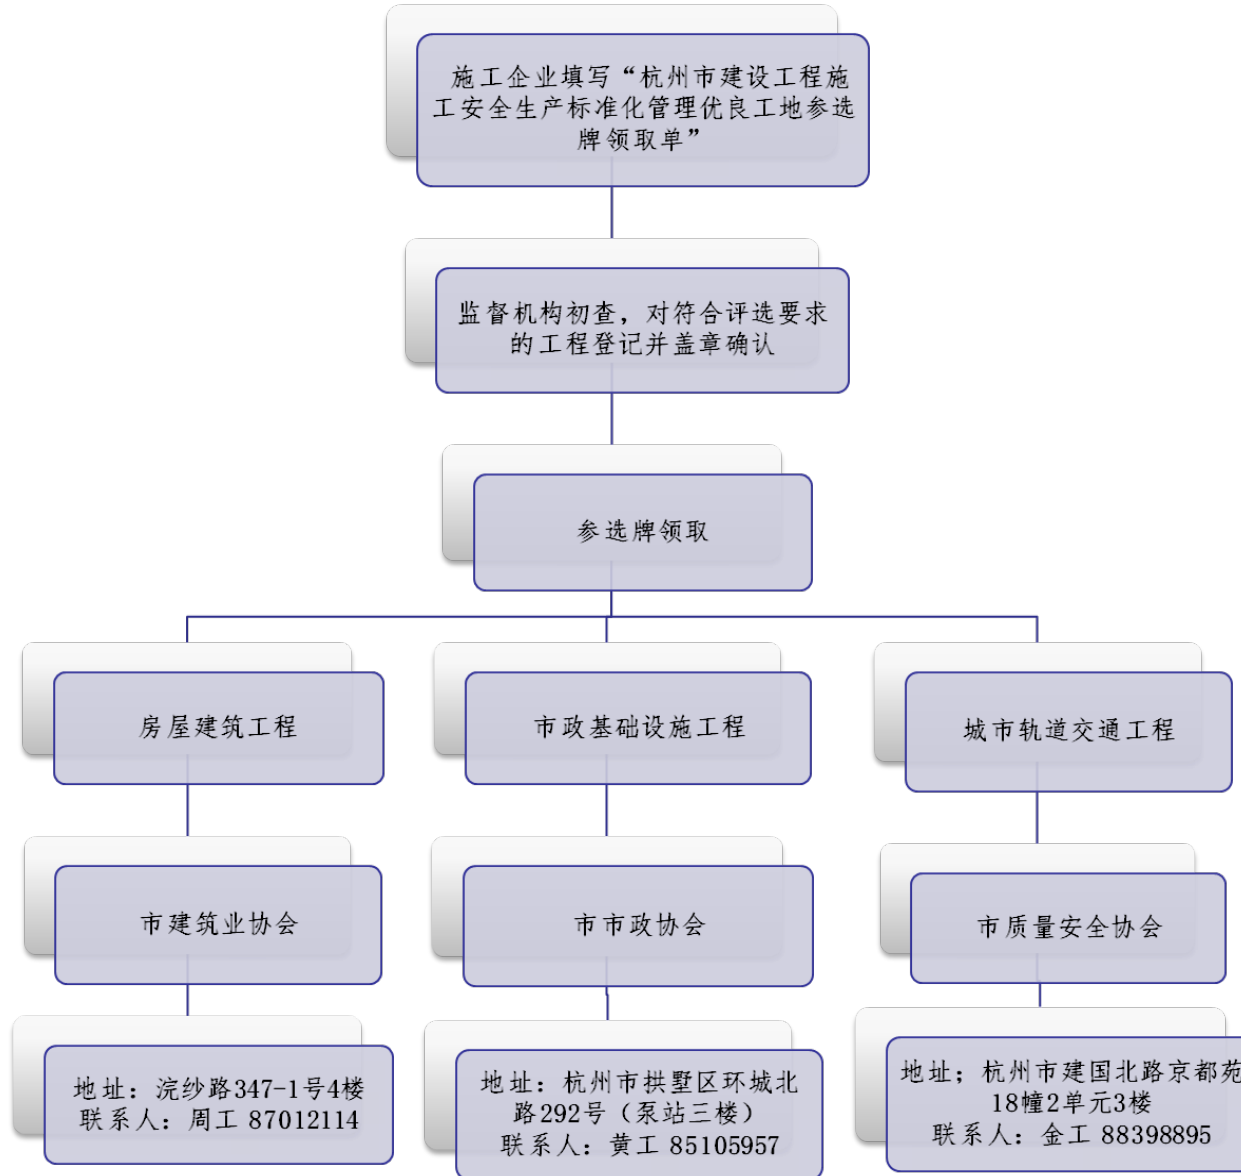 施工企业填写“杭州市建设工程施
工安全生产标准化管理优良工地参选
牌领取单”
监督机构初查，对符合评选要求
的工程登记并盖章确认
参选牌领取
房屋建筑工程
市政基础设施工程
城市轨道交通工程
市建筑业协会
市市政协会
市质量安全协会
地址：浣纱路347-1号4楼
联系人：周工 87012114
地址：杭州市拱墅区环城北
路292号（泵站三楼）
联系人：黄工 85105957
地址；杭州市建国北路京都苑
18幢2单元3楼
联系人：金工 88398895